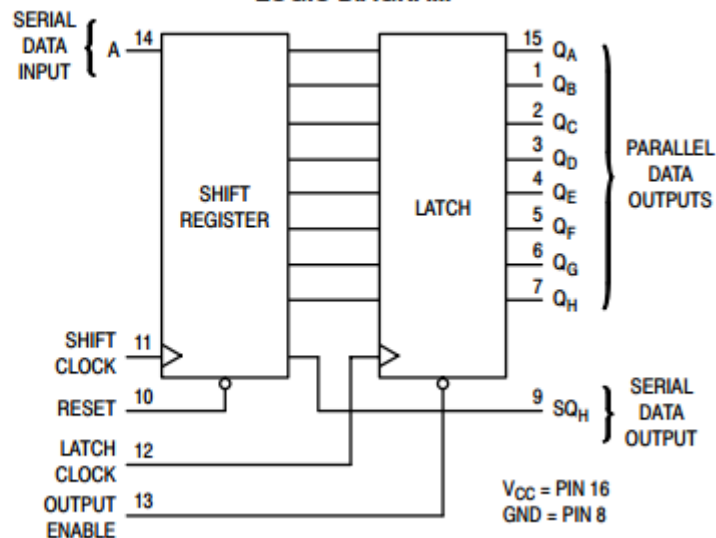 SERIAL
DATA
INPUT
A 14
SHIFT
REGISTER
LATCH
15 QA
1 QB
2 QC
3 QD
4 QE
5 QF
6 QG
7 QH
PARALLEL
DATA
OUTPUTS
SHIFT
CLOCK 11
RESET 10
LATCH
CLOCK 12
OUTPUT
ENABLE 13
9 SQH
SERIAL
DATA
OUTPUT
VCC = PIN 16
GND = PIN 8